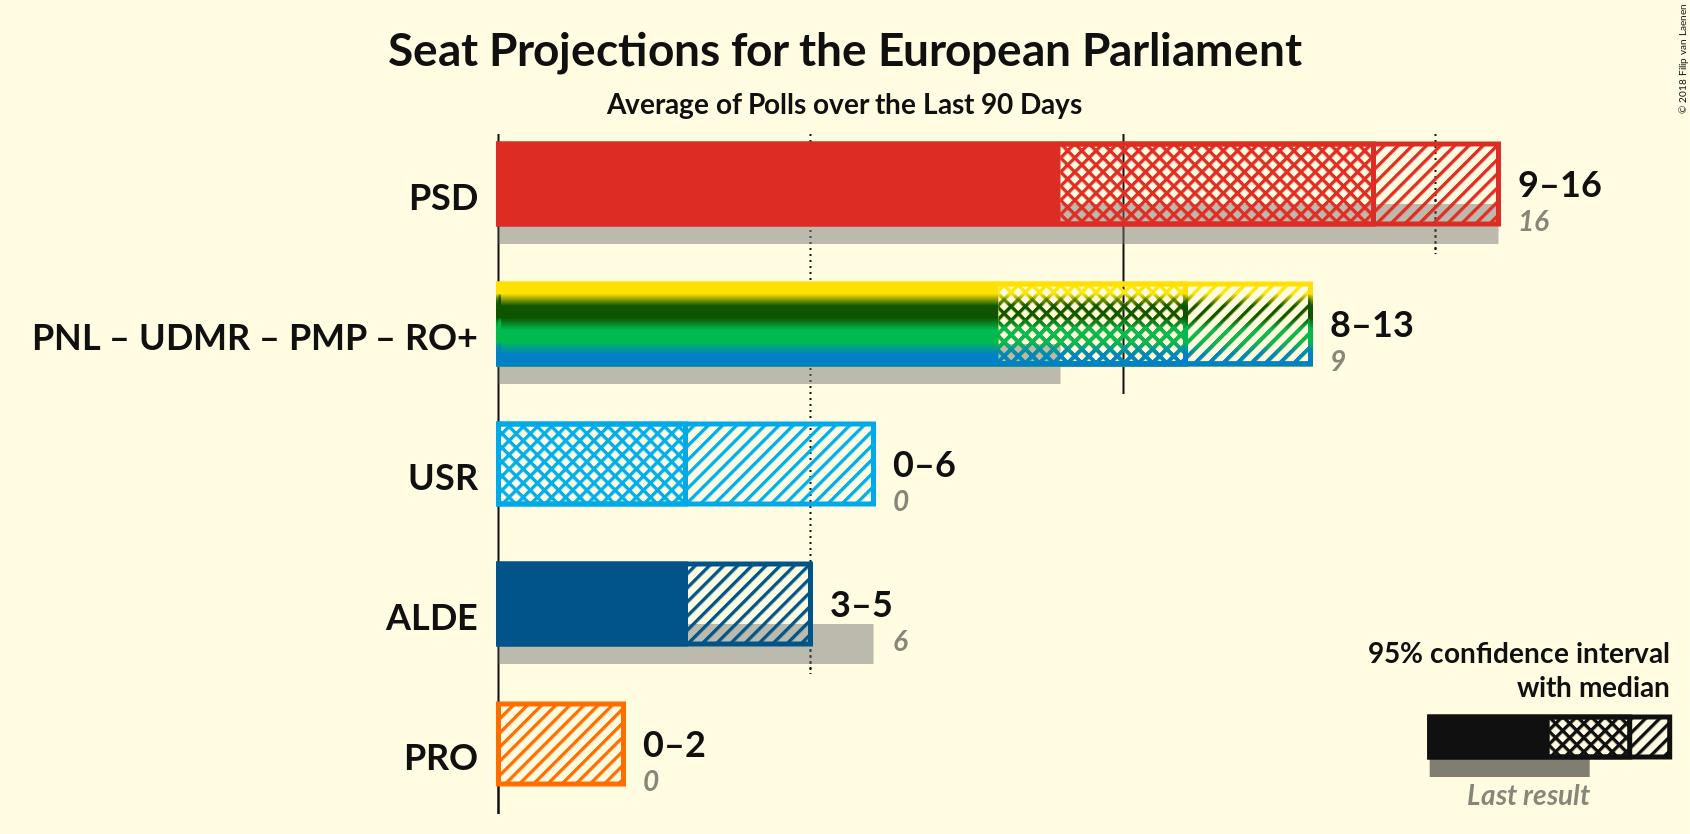 Seat Projections for the European Parliament
Average of Polls over the Last 90 Days
© 2018 Filip van Laenen
PSD
9–16
16
PNL – UDMR – PMP – RO+
8–13
9
USR
0–6
0
ALDE
3–5
6
PRO
0–2
0
95% confidence interval
with median
Last result